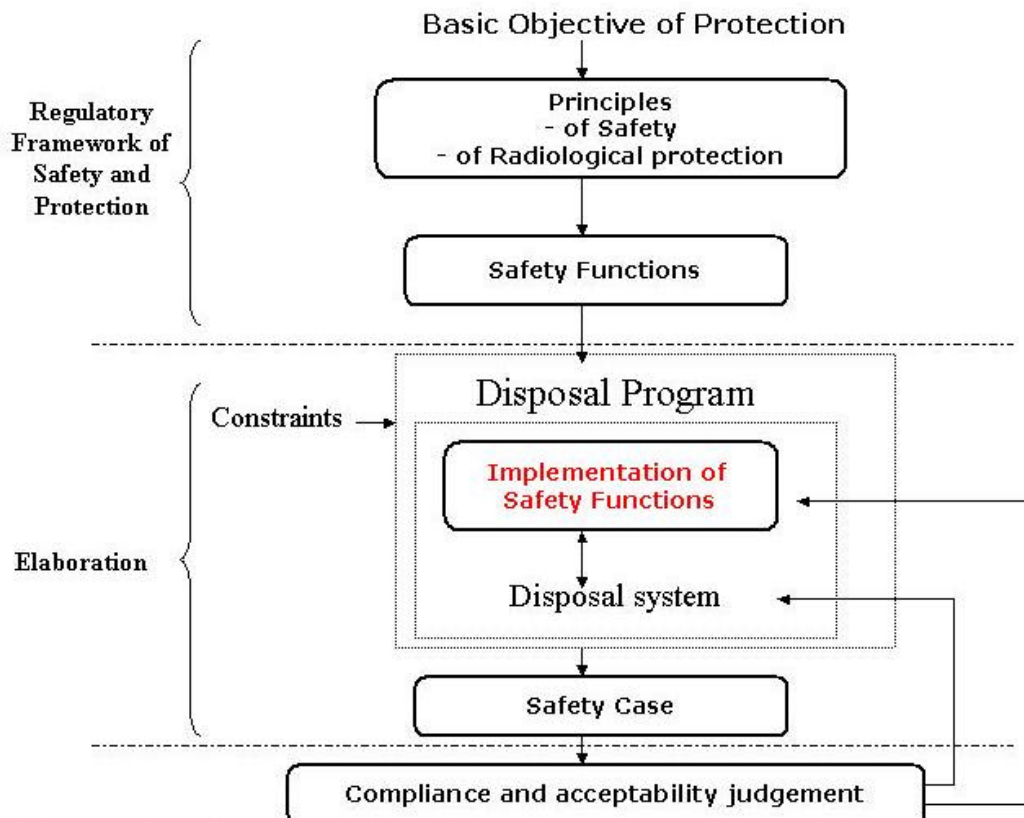 Basic Objective of Protection
Principles
- of Safety
- of Radiological protection
Regulatory
Framework of
Safety and
Protection
Safety Functions
Disposal Program
Constraints
Implementation of
Safety Functions
Elaboration
Disposal system
Safety Case
Compliance and acceptability judgement